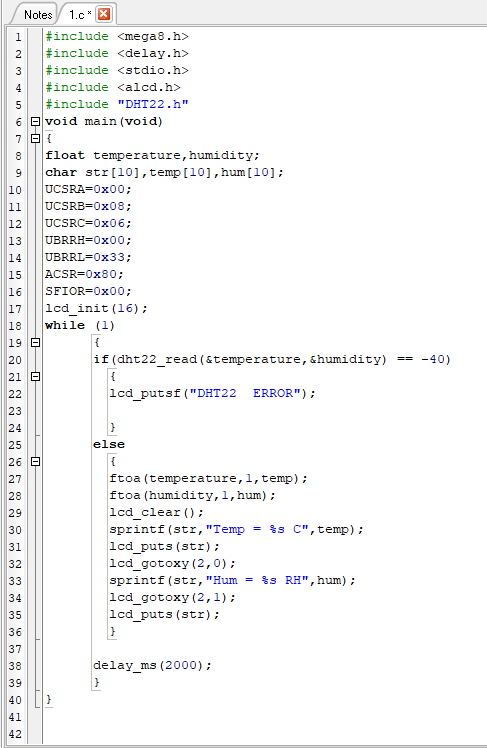 Notes 1.c *
1 #include <mega8.h>
2 #include <delay.h>
3 #include <stdio.h>
4 #include <alcd.h>
5 #include "DHT22.h"
6 void main(void)
7 {
8 float temperature,humidity;
9 char str[10],temp[10],hum[10];
10 UCSRA=0x00;
11 UCSRB=0x08;
12 UCSRC=0x06;
13 UBRRH=0x00;
14 UBRRL=0x33;
15 ACSR=0x80;
16 SFIOR=0x00;
17 lcd_init(16);
18 while (1)
19 {
20 if(dht22_read(&temperature,&humidity) == -40)
21 {
22 lcd_putsf("DHT22  ERROR");
23
24 }
25 else
26 {
27 ftoa(temperature,1,temp);
28 ftoa(humidity,1,hum);
29 lcd_clear();
30 sprintf(str,"Temp = %s C",temp);
31 lcd_puts(str);
32 lcd_gotoxy(2,0);
33 sprintf(str,"Hum = %s RH",hum);
34 lcd_gotoxy(2,1);
35 lcd_puts(str);
36 }
37
38 delay_ms(2000);
39 }
40 }
41
42